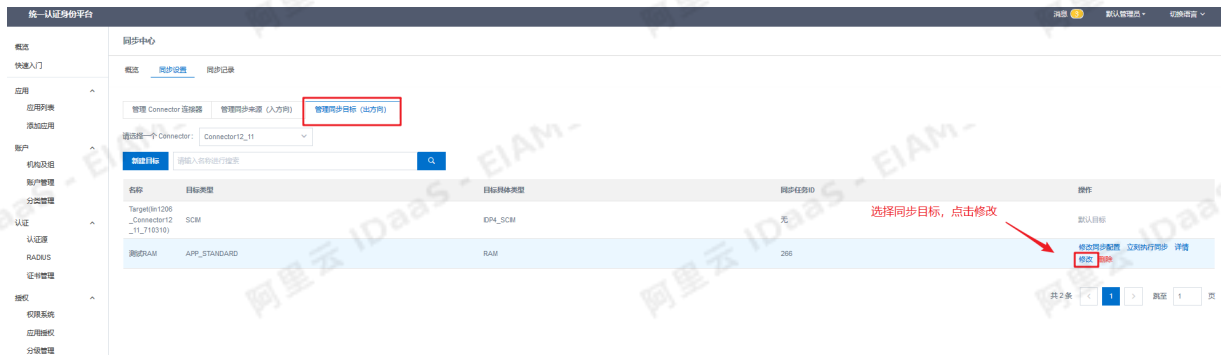 统一认证身份平台 消息 默认管理员 切换语言
概览
快速入门
应用
应用列表
添加应用
账户
机构及组
账户管理
分类管理
认证
认证源
RADIUS
证书管理
授权
权限系统
应用授权
分级管理
同步中心
概览 同步设置 同步记录
管理 Connector 连接器 管理同步来源（入方向） 管理同步目标（出方向）
请选择一个 Connector： Connector12_11
新建目标 请输入名称进行搜索
名称 目标类型 目标具体类型 同步任务ID 操作
Target(lin1206
_Connector12 SCIM IDP4_SCIM 无 默认目标
_11_710310)
选择同步目标，点击修改
测试RAM APP_STANDARD RAM 266 修改同步配置 立刻执行同步 详情
修改 删除
共2条 < 1 > 跳至 1 页
阿里云 IDaaS - EIAM-